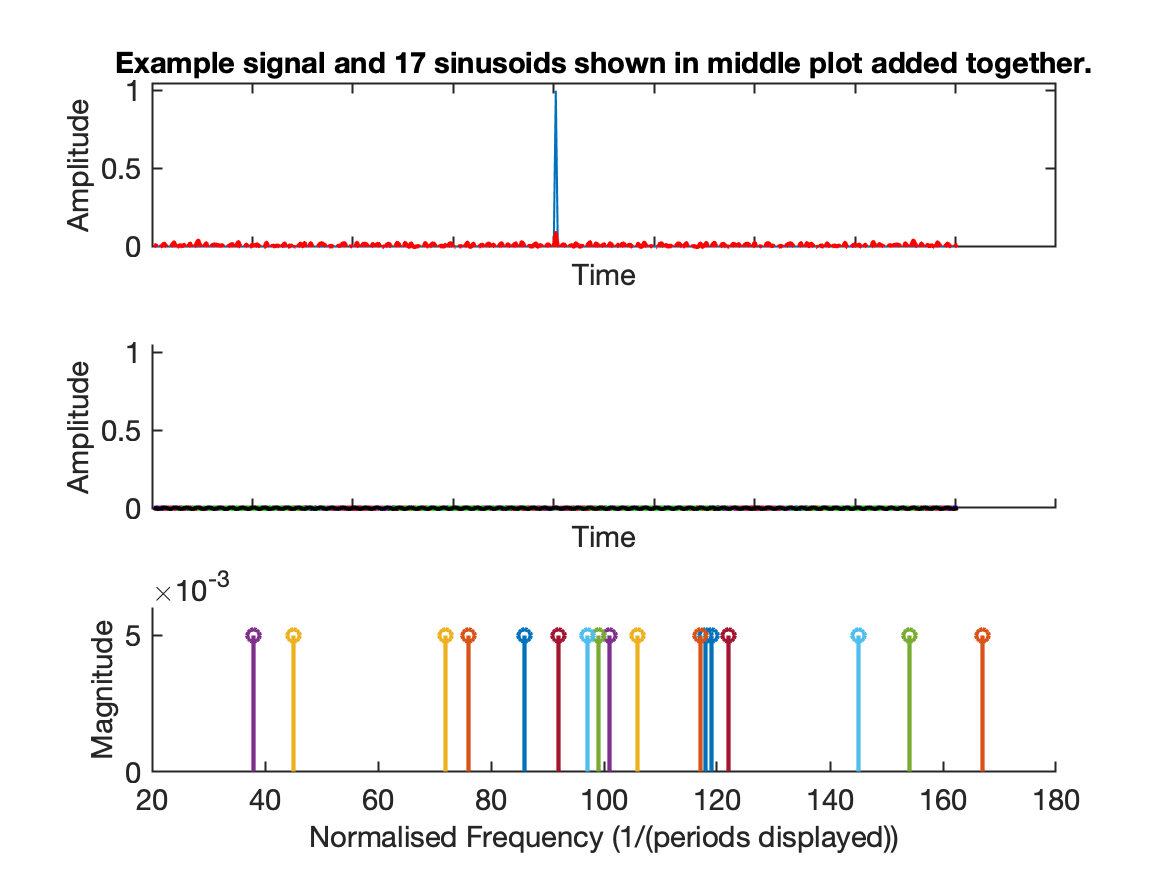 Example signal and 17 sinusoids shown in middle plot added together.
Amplitude
1
0.5
0
Time
Amplitude
1
0.5
0
Time
×10-3
Magnitude
5
0
20 40 60 80 100 120 140 160 180
Normalised Frequency (1/(periods displayed))